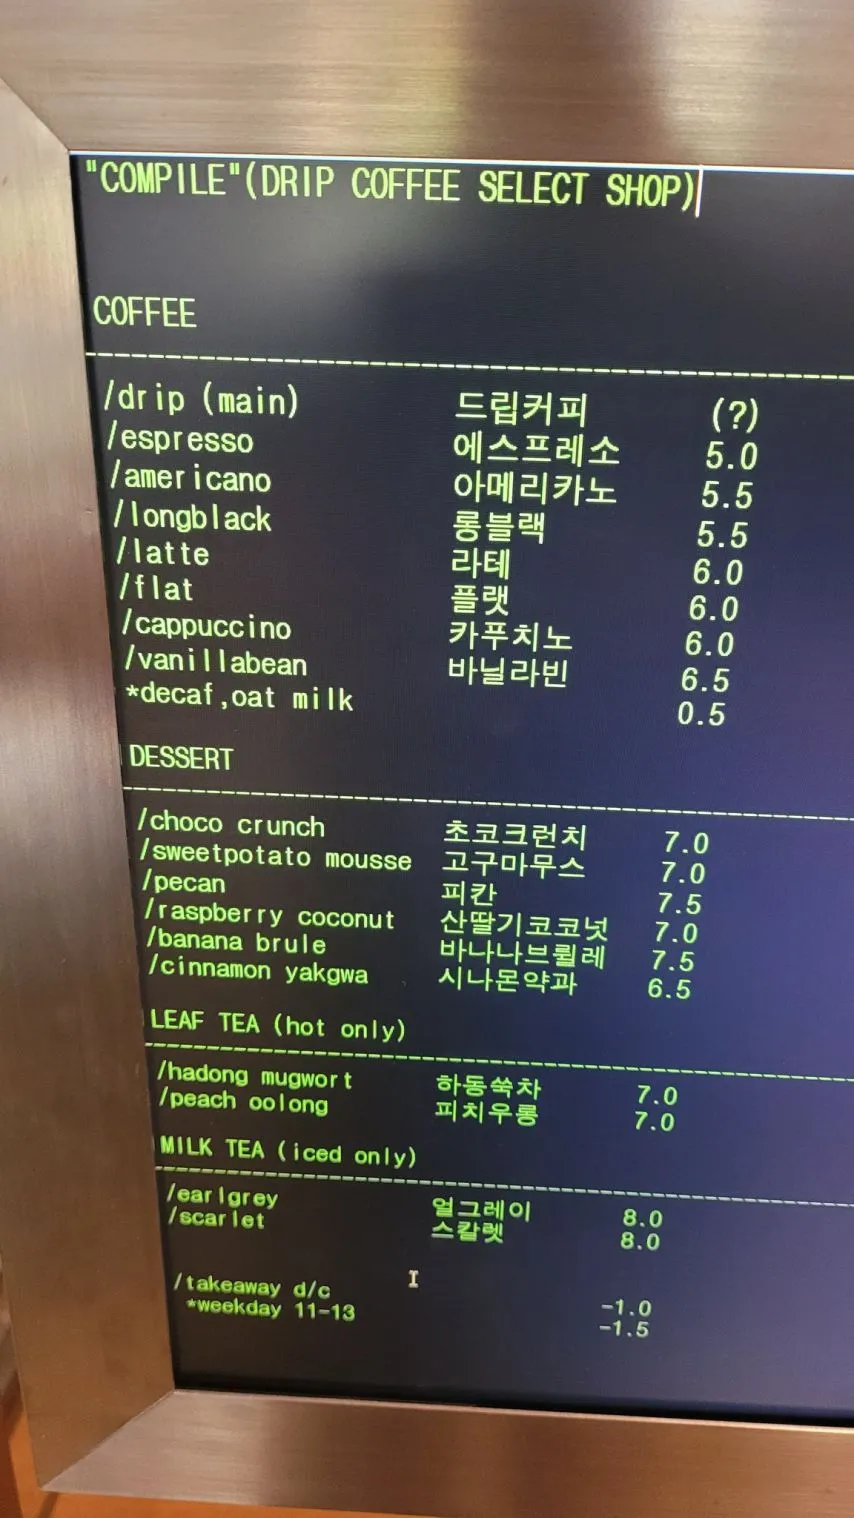 "COMPILE"(DRIP COFFEE SELECT SHOP)
COFFEE
/drip (main) 드립커피 (?)
/espresso 에스프레소 5.0
/americano 아메리카노 5.5
/longblack 롱블랙 5.5
/latte 라테 6.0
/flat 플랫 6.0
/cappuccino 카푸치노 6.0
/vanillabean 바닐라빈 6.5
*decaf,oat milk 0.5
DESSERT
/choco crunch 초코크런치 7.0
/sweetpotato mousse 고구마무스 7.0
/pecan 피칸 7.5
/raspberry coconut 산딸기코코넛 7.0
/banana brule 바나나브륄레 7.5
/cinnamon yakgwa 시나몬약과 6.5
LEAF TEA (hot only)
/hadong mugwort 하동쑥차 7.0
/peach oolong 피치우롱 7.0
MILK TEA (iced only)
/earlgrey 얼그레이 8.0
/scarlet 스칼렛 8.0
/takeaway d/c -1.0
*weekday 11-13 -1.5